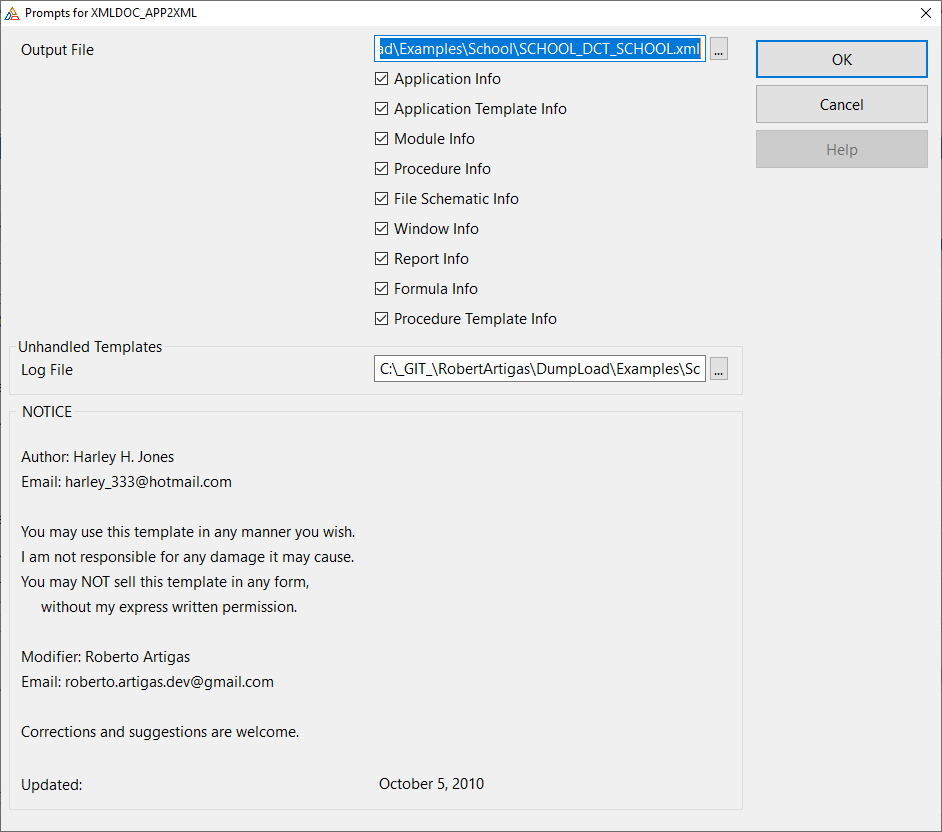 Prompts for XMLDOC_APP2XML
Output File
ad\Examples\School\SCHOOL_DCT_SCHOOL.xml
...
OK
Application Info
Application Template Info
Cancel
Module Info
Help
Procedure Info
File Schematic Info
Window Info
Report Info
Formula Info
Procedure Template Info
Unhandled Templates
Log File
C:\_GIT_\RobertArtigas\DumpLoad\Examples\Sc
...
NOTICE
Author: Harley H. Jones
Email: harley_333@hotmail.com
You may use this template in any manner you wish.
I am not responsible for any damage it may cause.
You may NOT sell this template in any form,
without my express written permission.
Modifier: Roberto Artigas
Email: roberto.artigas.dev@gmail.com
Corrections and suggestions are welcome.
Updated:
October 5, 2010